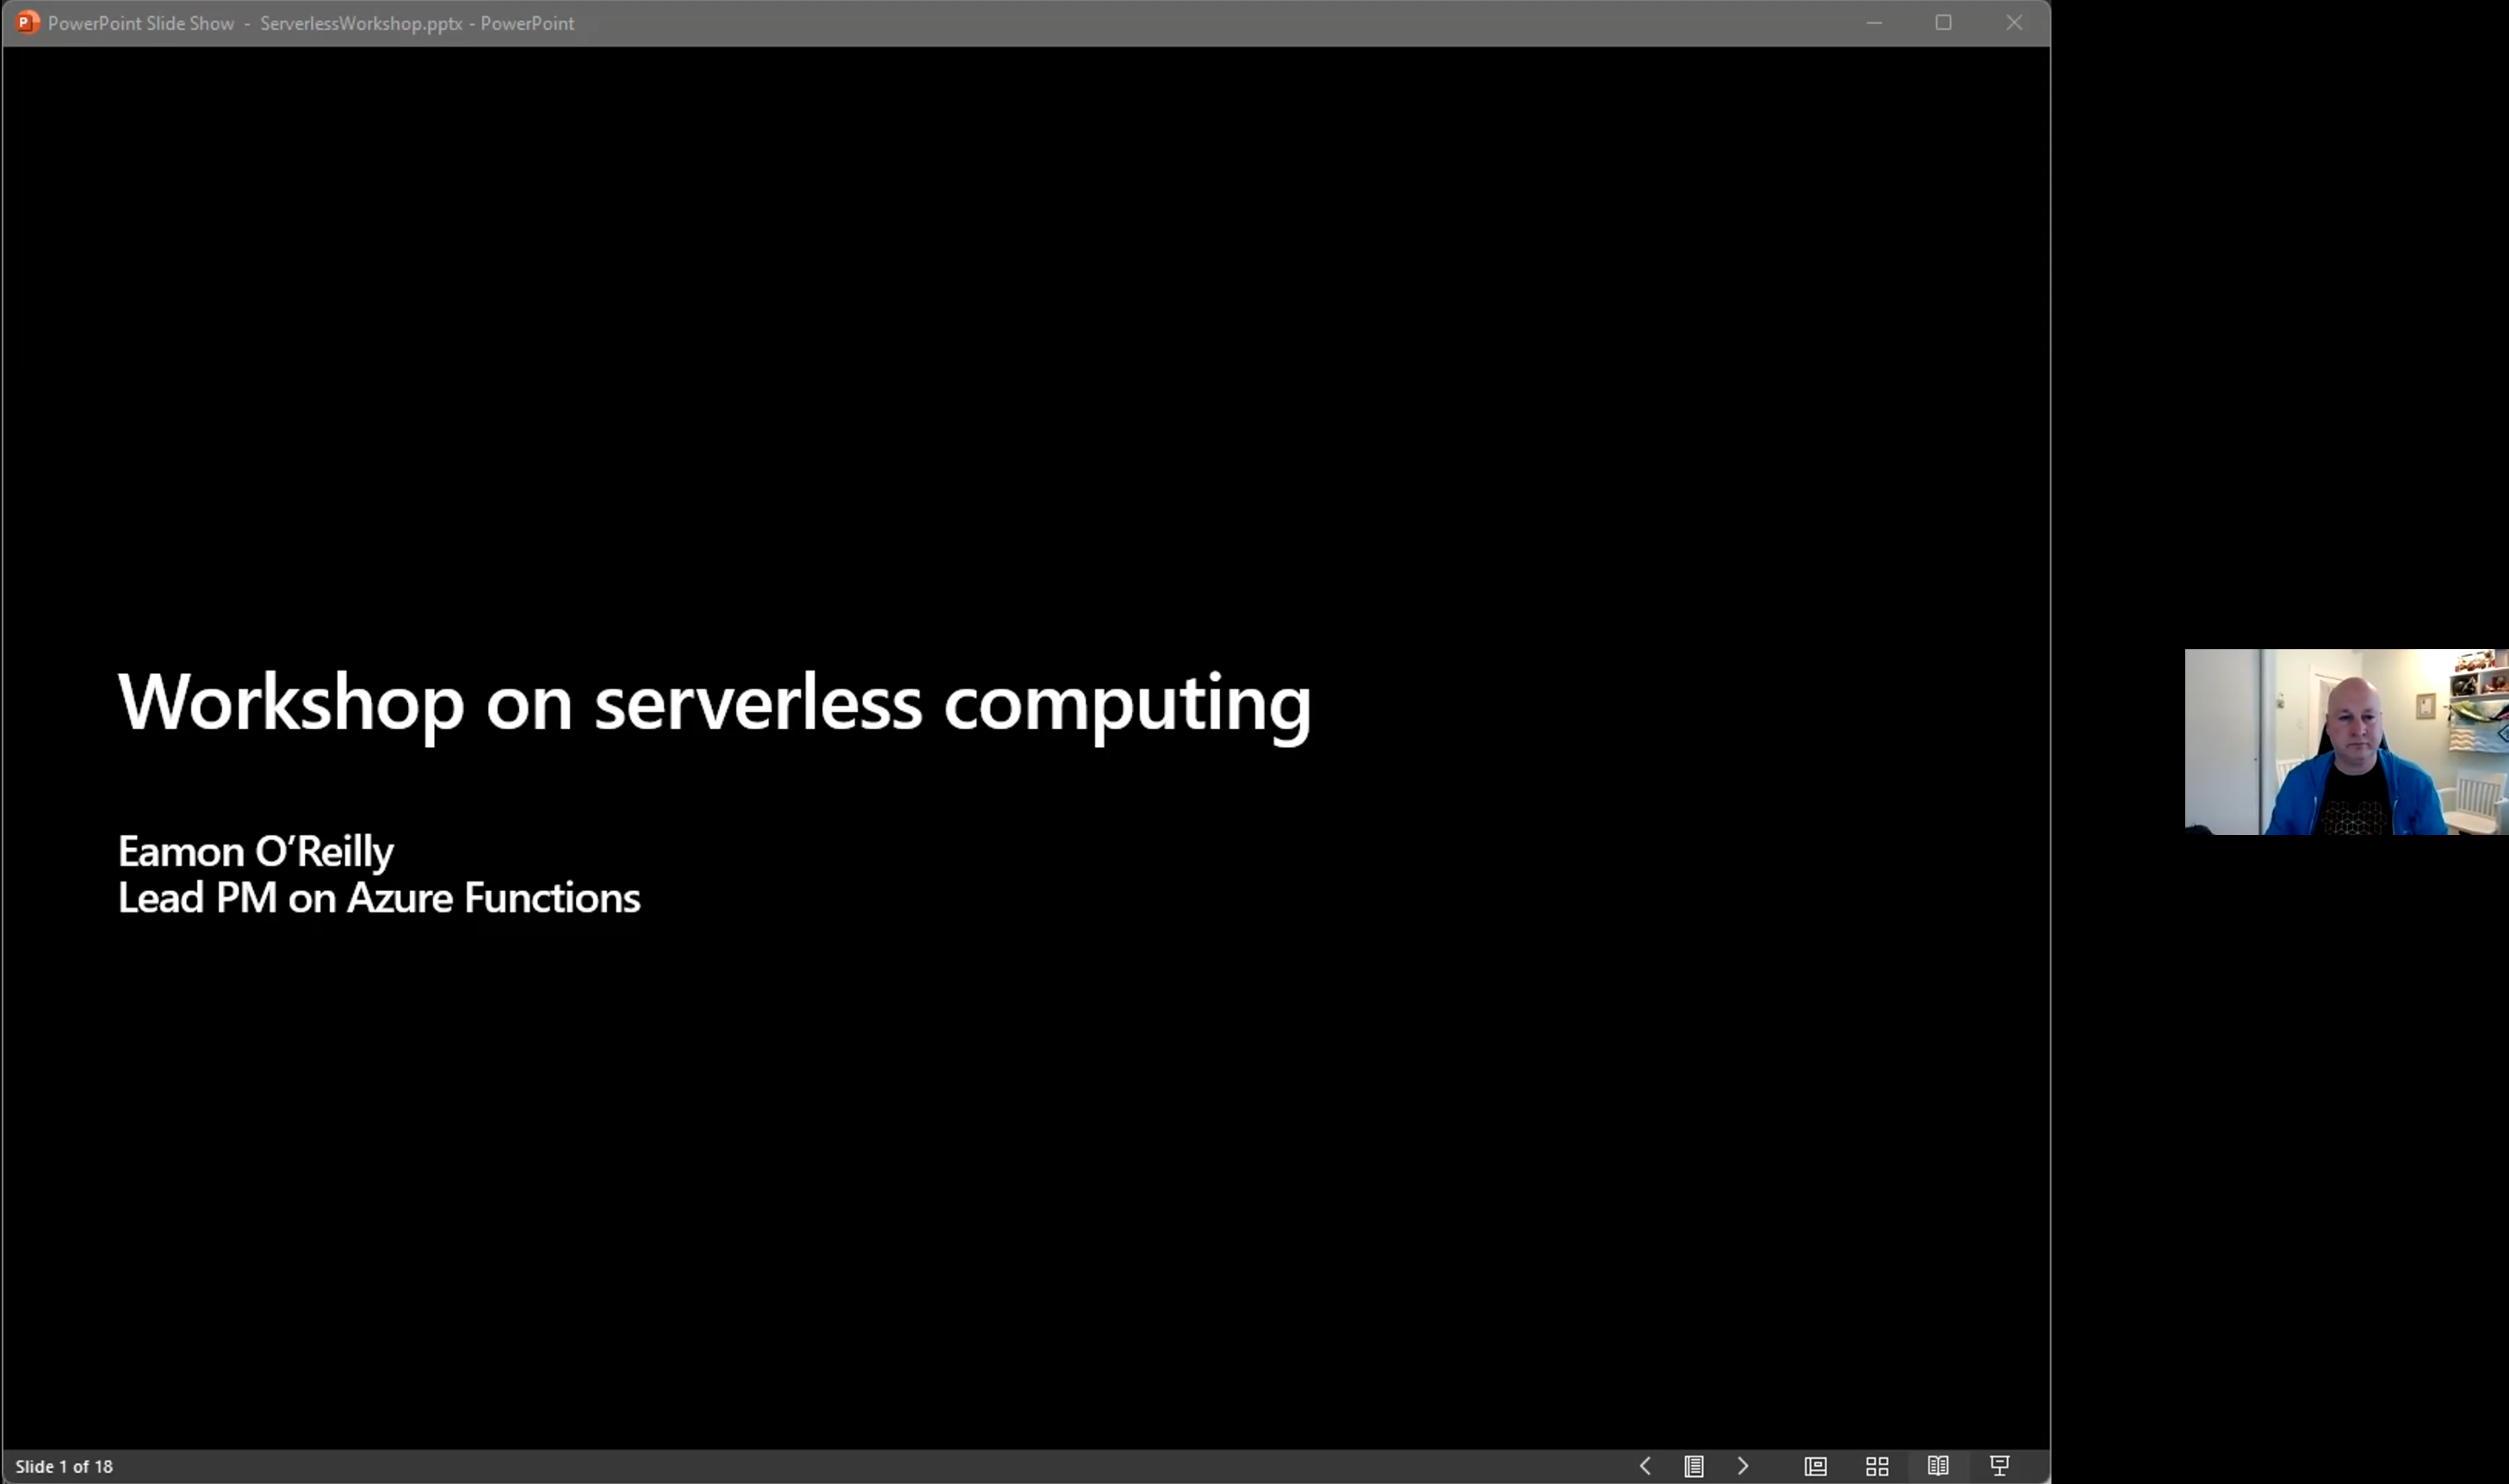 PowerPoint Slide Show - ServerlessWorkshop.pptx - PowerPoint
Workshop on serverless computing
Eamon O’Reilly
Lead PM on Azure Functions
Slide 1 of 18